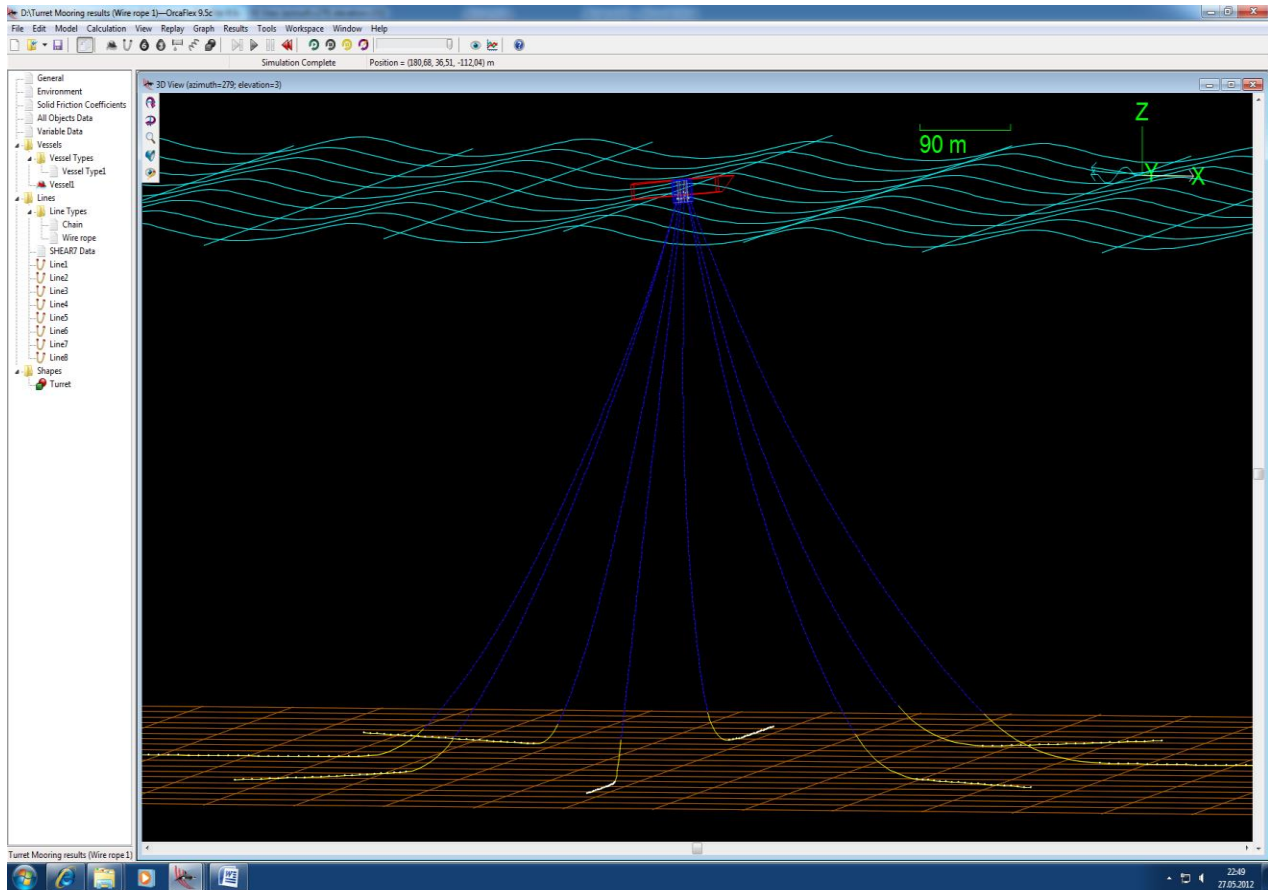 D:\Turret Mooring results (Wire rope 1)—OrcaFlex 9.5c
File Edit Model Calculation View Replay Graph Results Tools Workspace Window Help
Simulation Complete Position = (180,68, 36,51, -112,04) m
General
Environment
Solid Friction Coefficients
All Objects Data
Variable Data
Vessels
Vessel Types
Vessel Type1
Vessel1
Lines
Line Types
Chain
Wire rope
SHEAR7 Data
Line1
Line2
Line3
Line4
Line5
Line6
Line7
Line8
Shapes
Turret
3D View (azimuth=279; elevation=3)
90 m
Z
Y
X
Turret Mooring results (Wire rope 1)
22:49
27.05.2012